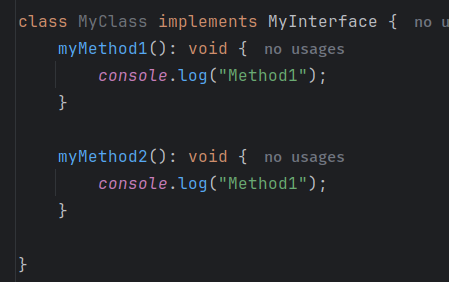 class MyClass implements MyInterface { no u
myMethod1(): void { no usages
console.log("Method1");
}
myMethod2(): void { no usages
console.log("Method1");
}
}